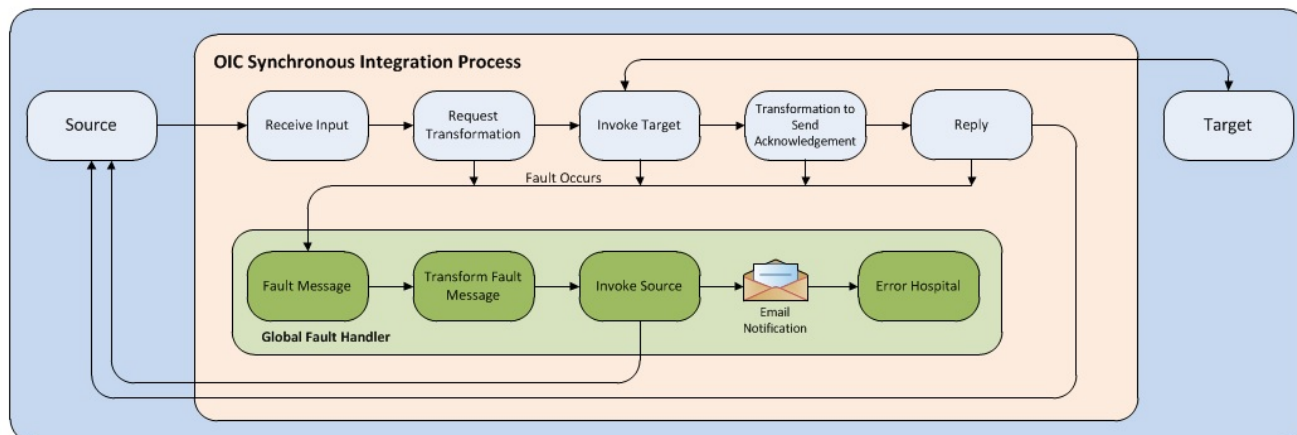 OIC Synchronous Integration Process
Source
Receive Input
Request
Transformation
Invoke Target
Transformation to
Send
Acknowledgement
Reply
Target
Fault Occurs
Fault Message
Transform Fault
Message
Invoke Source
Email
Notification
Error Hospital
Global Fault Handler